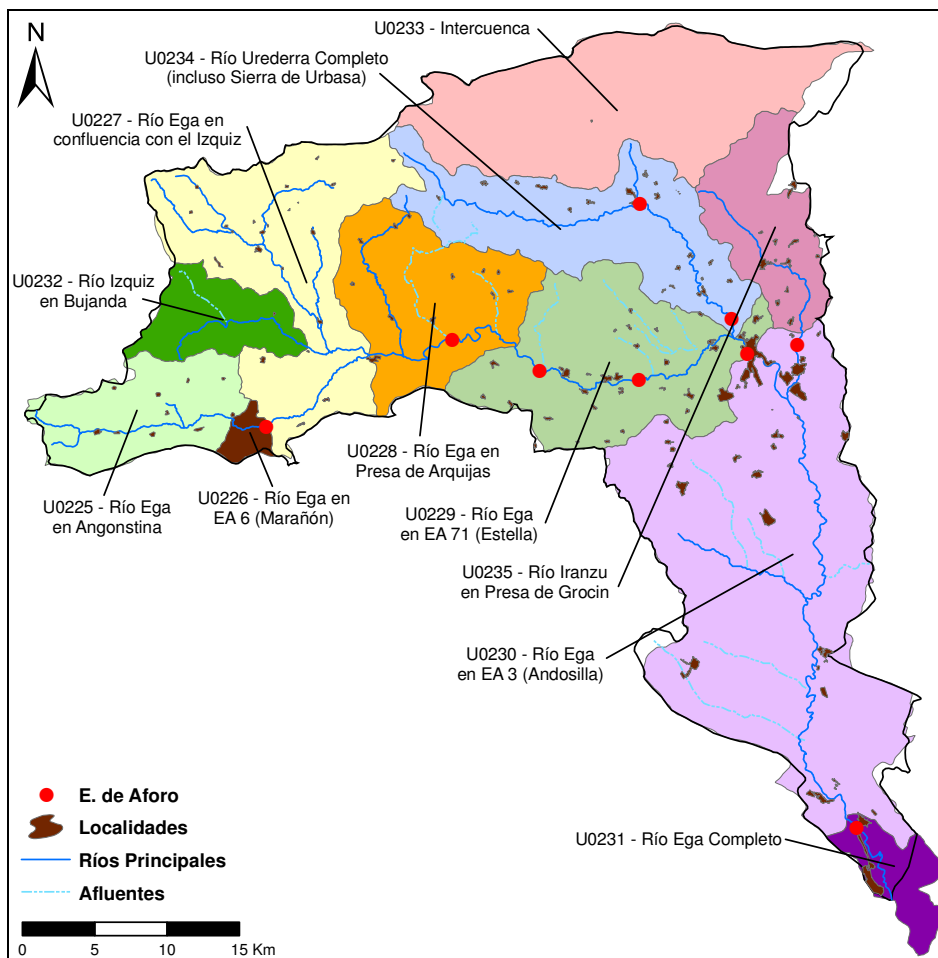 N
U0233 - Intercuenca
U0234 - Río Urederra Completo
(incluso Sierra de Urbasa)
U0227 - Río Ega en
confluencia con el Izquiz
U0232 - Río Izquiz
en Bujanda
U0225 - Río Ega
en Angonstina
U0226 - Río Ega en
EA 6 (Marañón)
U0228 - Río Ega en
Presa de Arquijas
U0229 - Río Ega
en EA 71 (Estella)
U0235 - Río Iranzu
en Presa de Grocin
U0230 - Río Ega
en EA 3 (Andosilla)
U0231 - Río Ega Completo
E. de Aforo
Localidades
Ríos Principales
Afluentes
0 5 10 15 Km